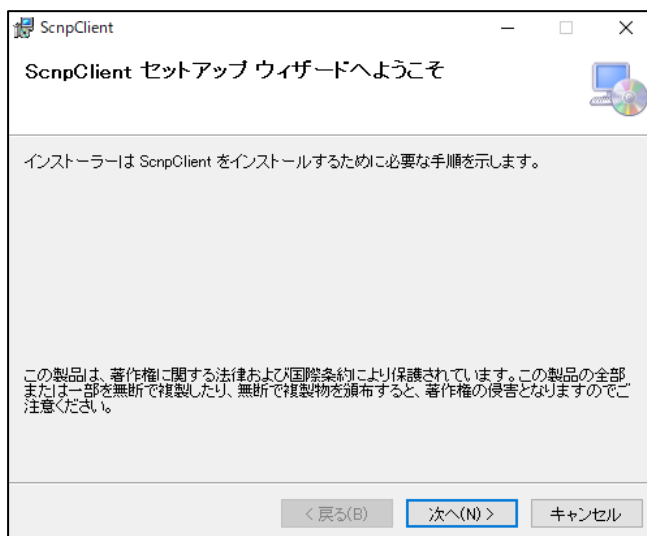 ScnpClient
ScnpClient セットアップ ウィザードへようこそ
インストーラーは ScnpClient をインストールするために必要な手順を示します。
この製品は、著作権に関する法律および国際条約により保護されています。この製品の全部
または一部を無断で複製したり、無断で複製物を頒布すると、著作権の侵害となりますのでご
注意ください。
< 戻る(B) 次へ(N) > キャンセル